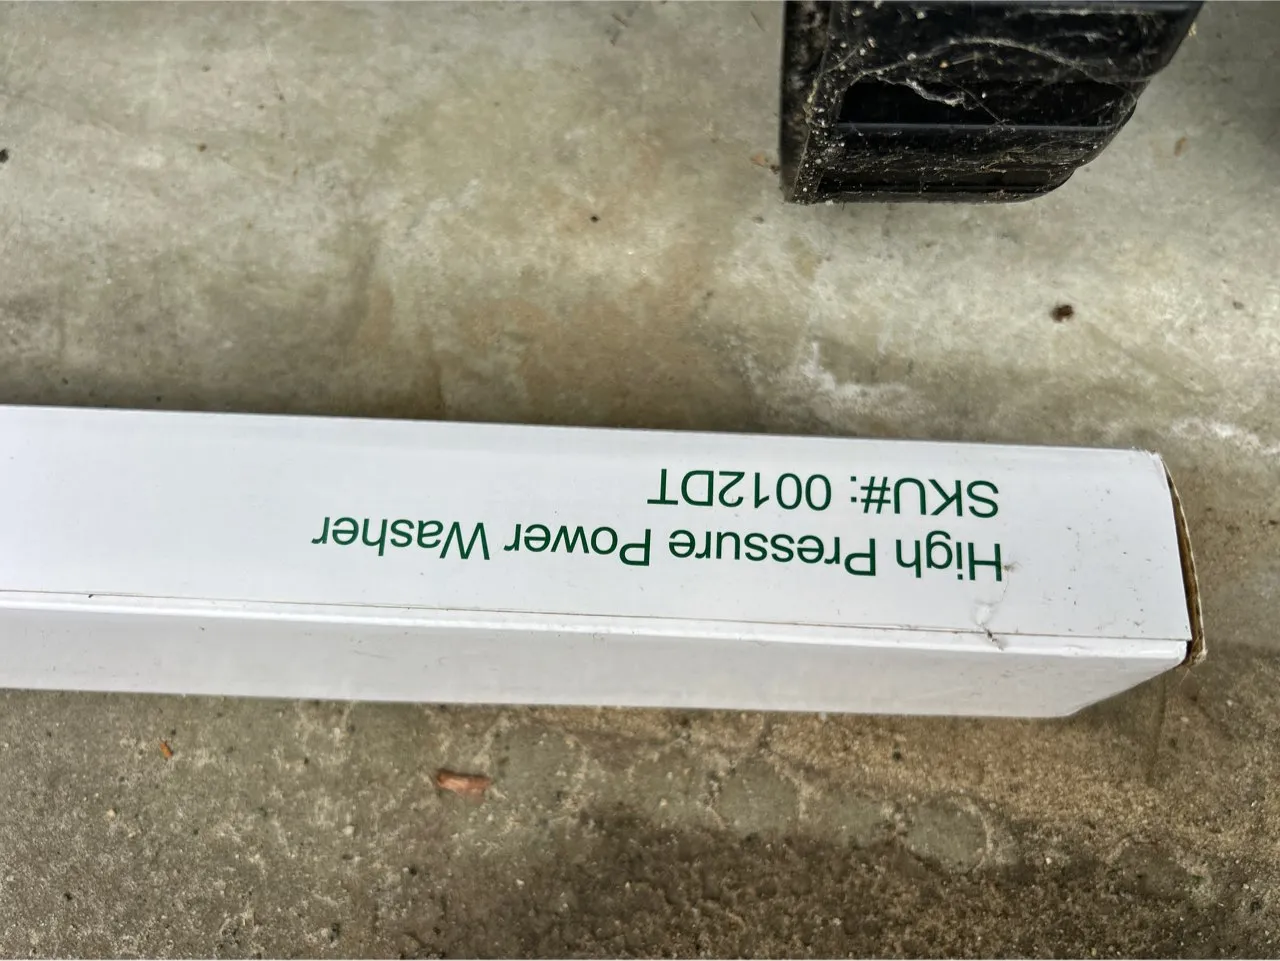 High Pressure Power Washer
SKU#: 0012DT